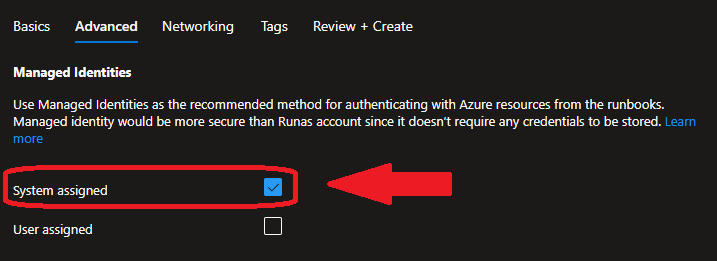 Basics Advanced Networking Tags Review + Create
Managed Identities
Use Managed Identities as the recommended method for authenticating with Azure resources from the runbooks.
Managed identity would be more secure than Runas account since it doesn't require any credentials to be stored. Learn
more
System assigned
User assigned